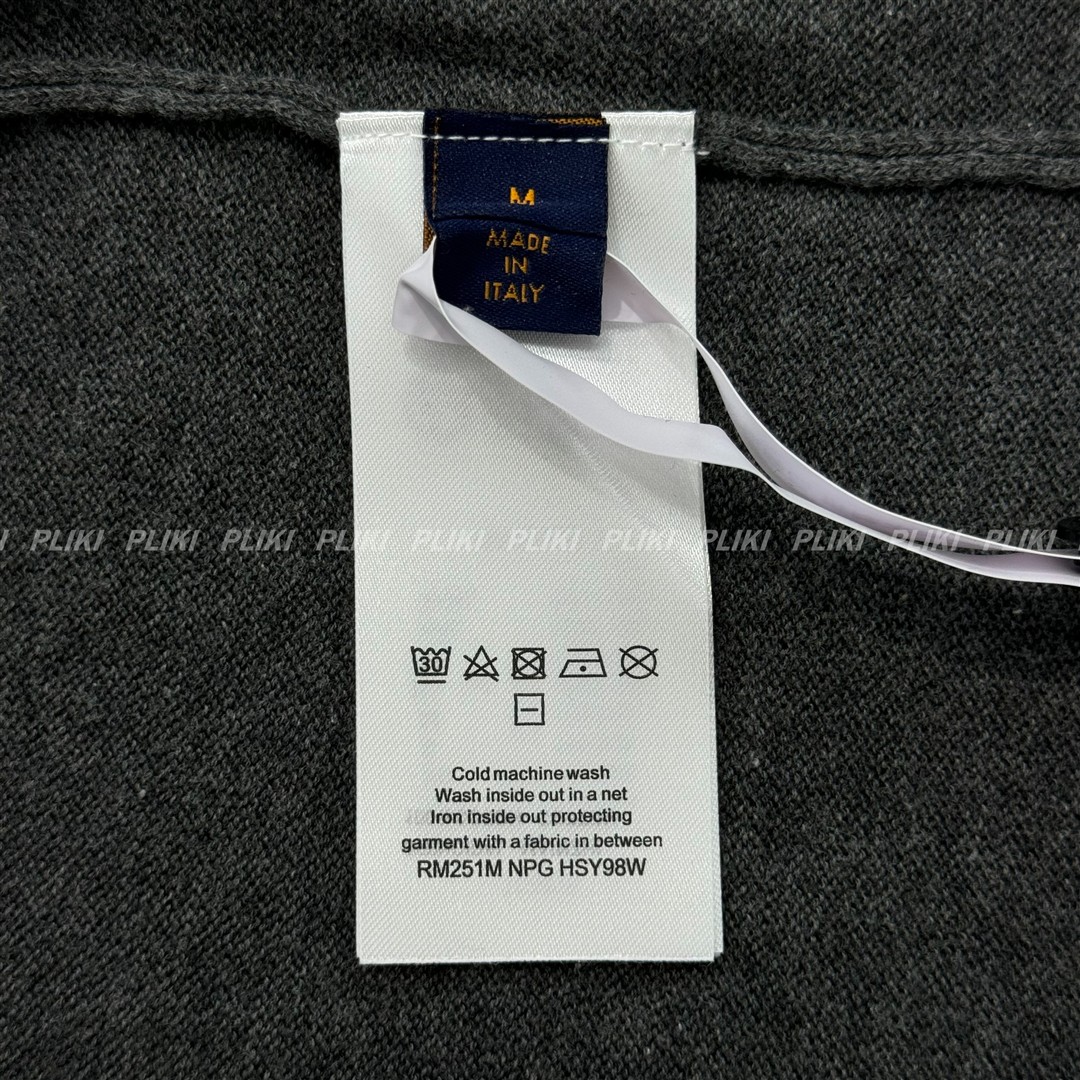 M
MADE
IN
ITALY
PLIKI PLIKI PLIKI PLIKI PLIKI PLIKI PLIKI PLIKI PLIKI PLIKI PLIKI
30
Cold machine wash
Wash inside out in a net
Iron inside out protecting
garment with a fabric in between
RM251M NPG HSY98W